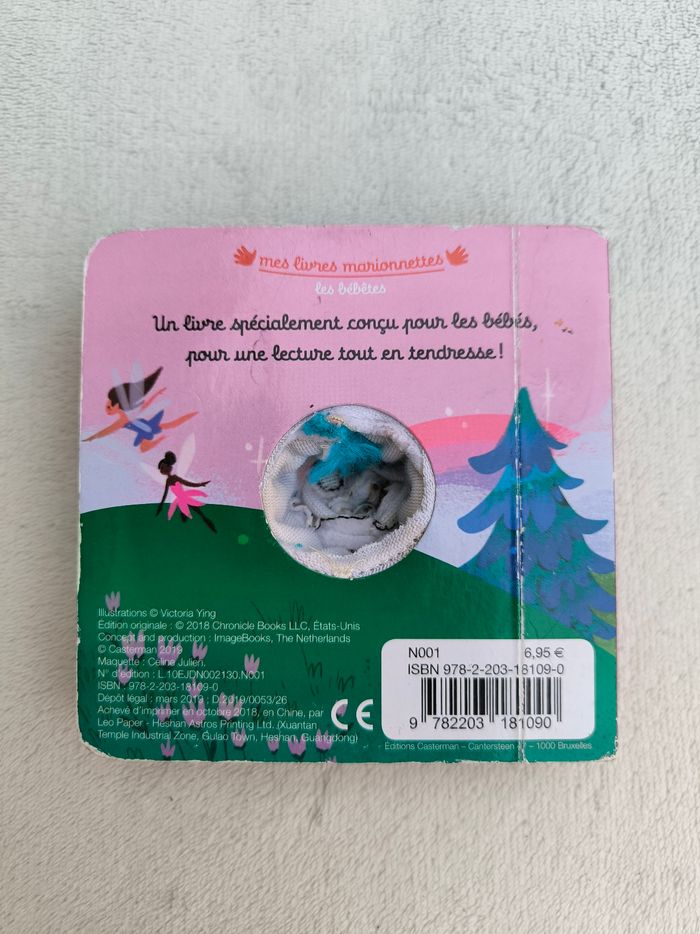 mes livres marionnettes
les bébêtes
Un livre spécialement conçu pour les bébés,
pour une lecture tout en tendresse !
Illustrations © Victoria Ying
Édition originale : © 2018 Chronicle Books LLC, États-Unis
Concept and production : ImageBooks, The Netherlands
© Casterman 2019
Maquette : Céline Julien,
N° d'édition : L.10EJDN002130.N001
ISBN : 978-2-203-18109-0
Dépôt légal : mars 2019 - D.2019/0053/26
Achevé d'imprimer en octobre 2018, en Chine, par
Leo Paper - Heshan Astros Printing Ltd. (Xuantan
Temple Industrial Zone, Gulao Town, Heshan, Guangdong)
CE
N001 6,95 €
ISBN 978-2-203-18109-0
9 782203 181090
Éditions Casterman – Cantersteen 47 – 1000 Bruxelles